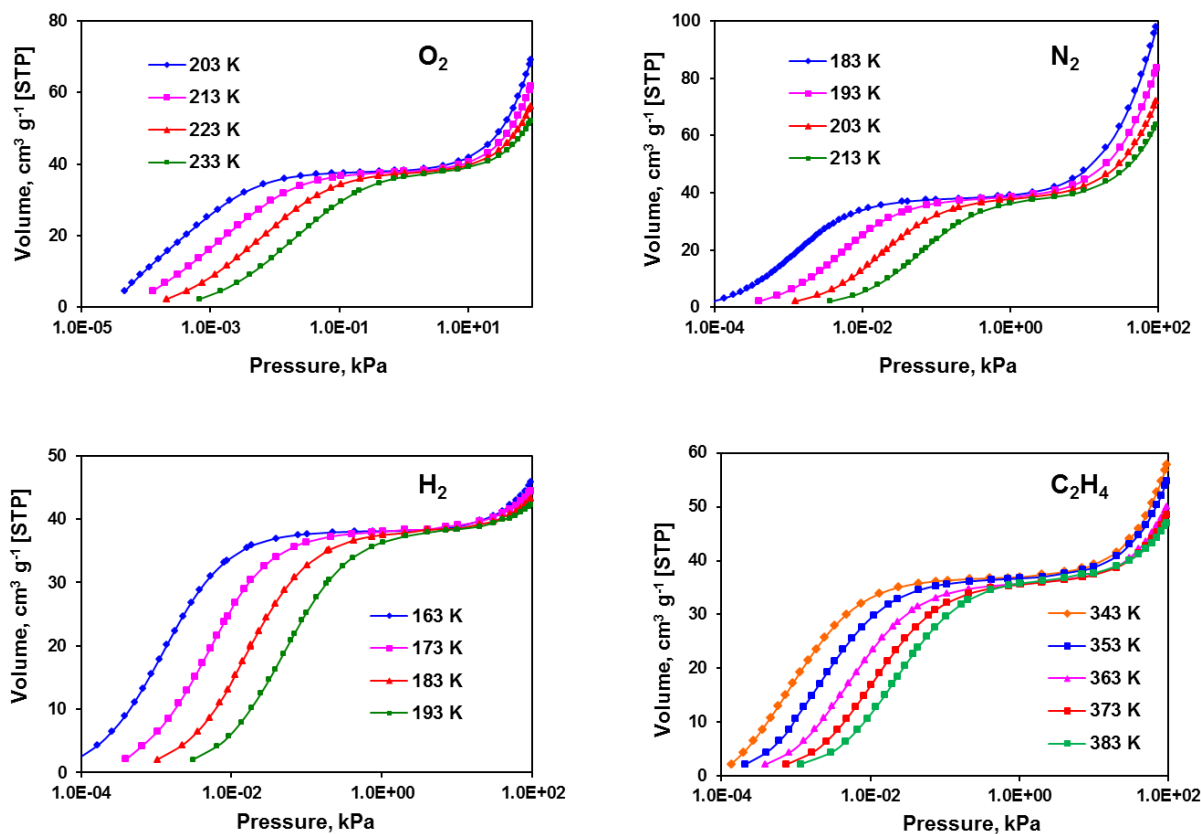 O₂
203 K
213 K
223 K
233 K
Volume, cm³ g⁻¹ [STP]
80
60
40
20
0
1.0E-05
1.0E-03
1.0E-01
1.0E+01
Pressure, kPa
N₂
183 K
193 K
203 K
213 K
Volume, cm³ g⁻¹ [STP]
100
80
60
40
20
0
1.0E-04
1.0E-02
1.0E+00
1.0E+02
Pressure, kPa
H₂
163 K
173 K
183 K
193 K
Volume, cm³ g⁻¹ [STP]
50
40
30
20
10
0
1.0E-04
1.0E-02
1.0E+00
1.0E+02
Pressure, kPa
C₂H₄
343 K
353 K
363 K
373 K
383 K
Volume, cm³ g⁻¹ [STP]
60
50
40
30
20
10
0
1.0E-04
1.0E-02
1.0E+00
1.0E+02
Pressure, kPa